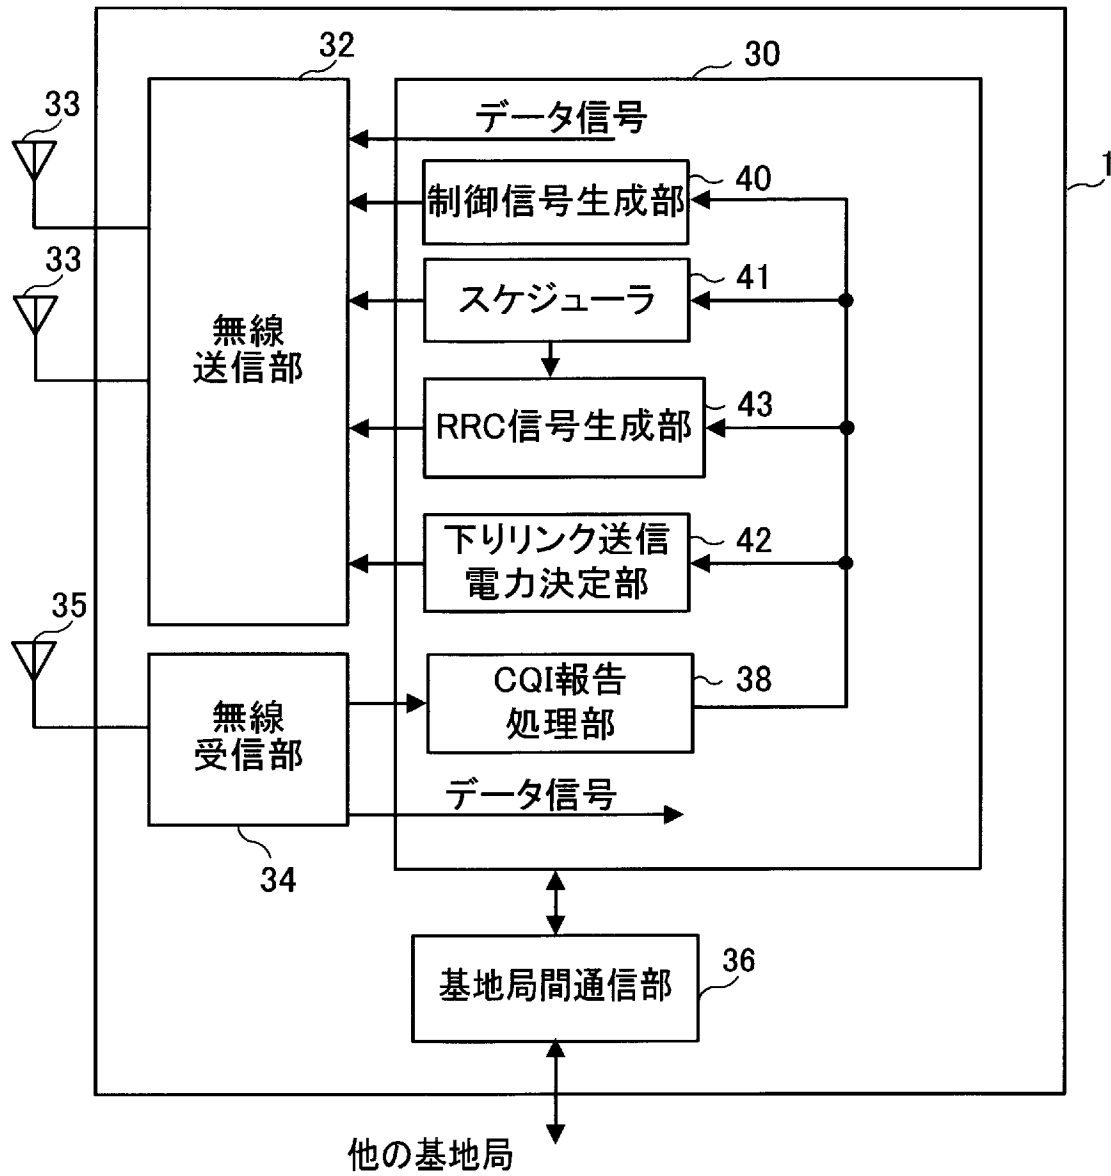 32
30
33
データ信号
1
制御信号生成部
40
33
スケジューラ
41
無線
送信部
RRC信号生成部
43
下りリンク送信
電力決定部
42
35
CQI報告
処理部
38
無線
受信部
データ信号
34
基地局間通信部
36
他の基地局